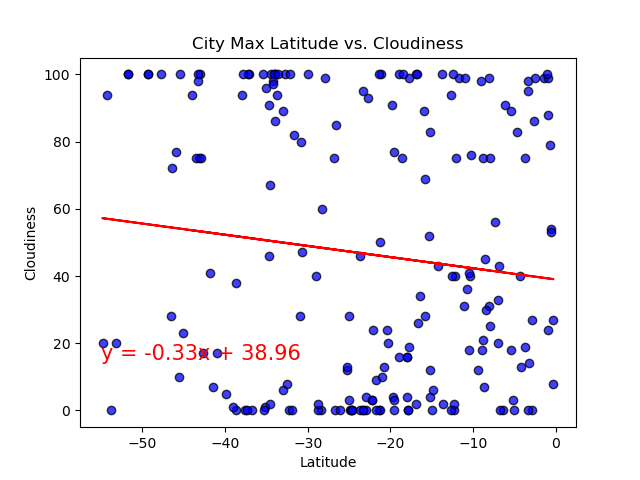 City Max Latitude vs. Cloudiness
100
80
60
40
20
0
Cloudiness
y = -0.33x + 38.96
−50 −40 −30 −20 −10 0
Latitude